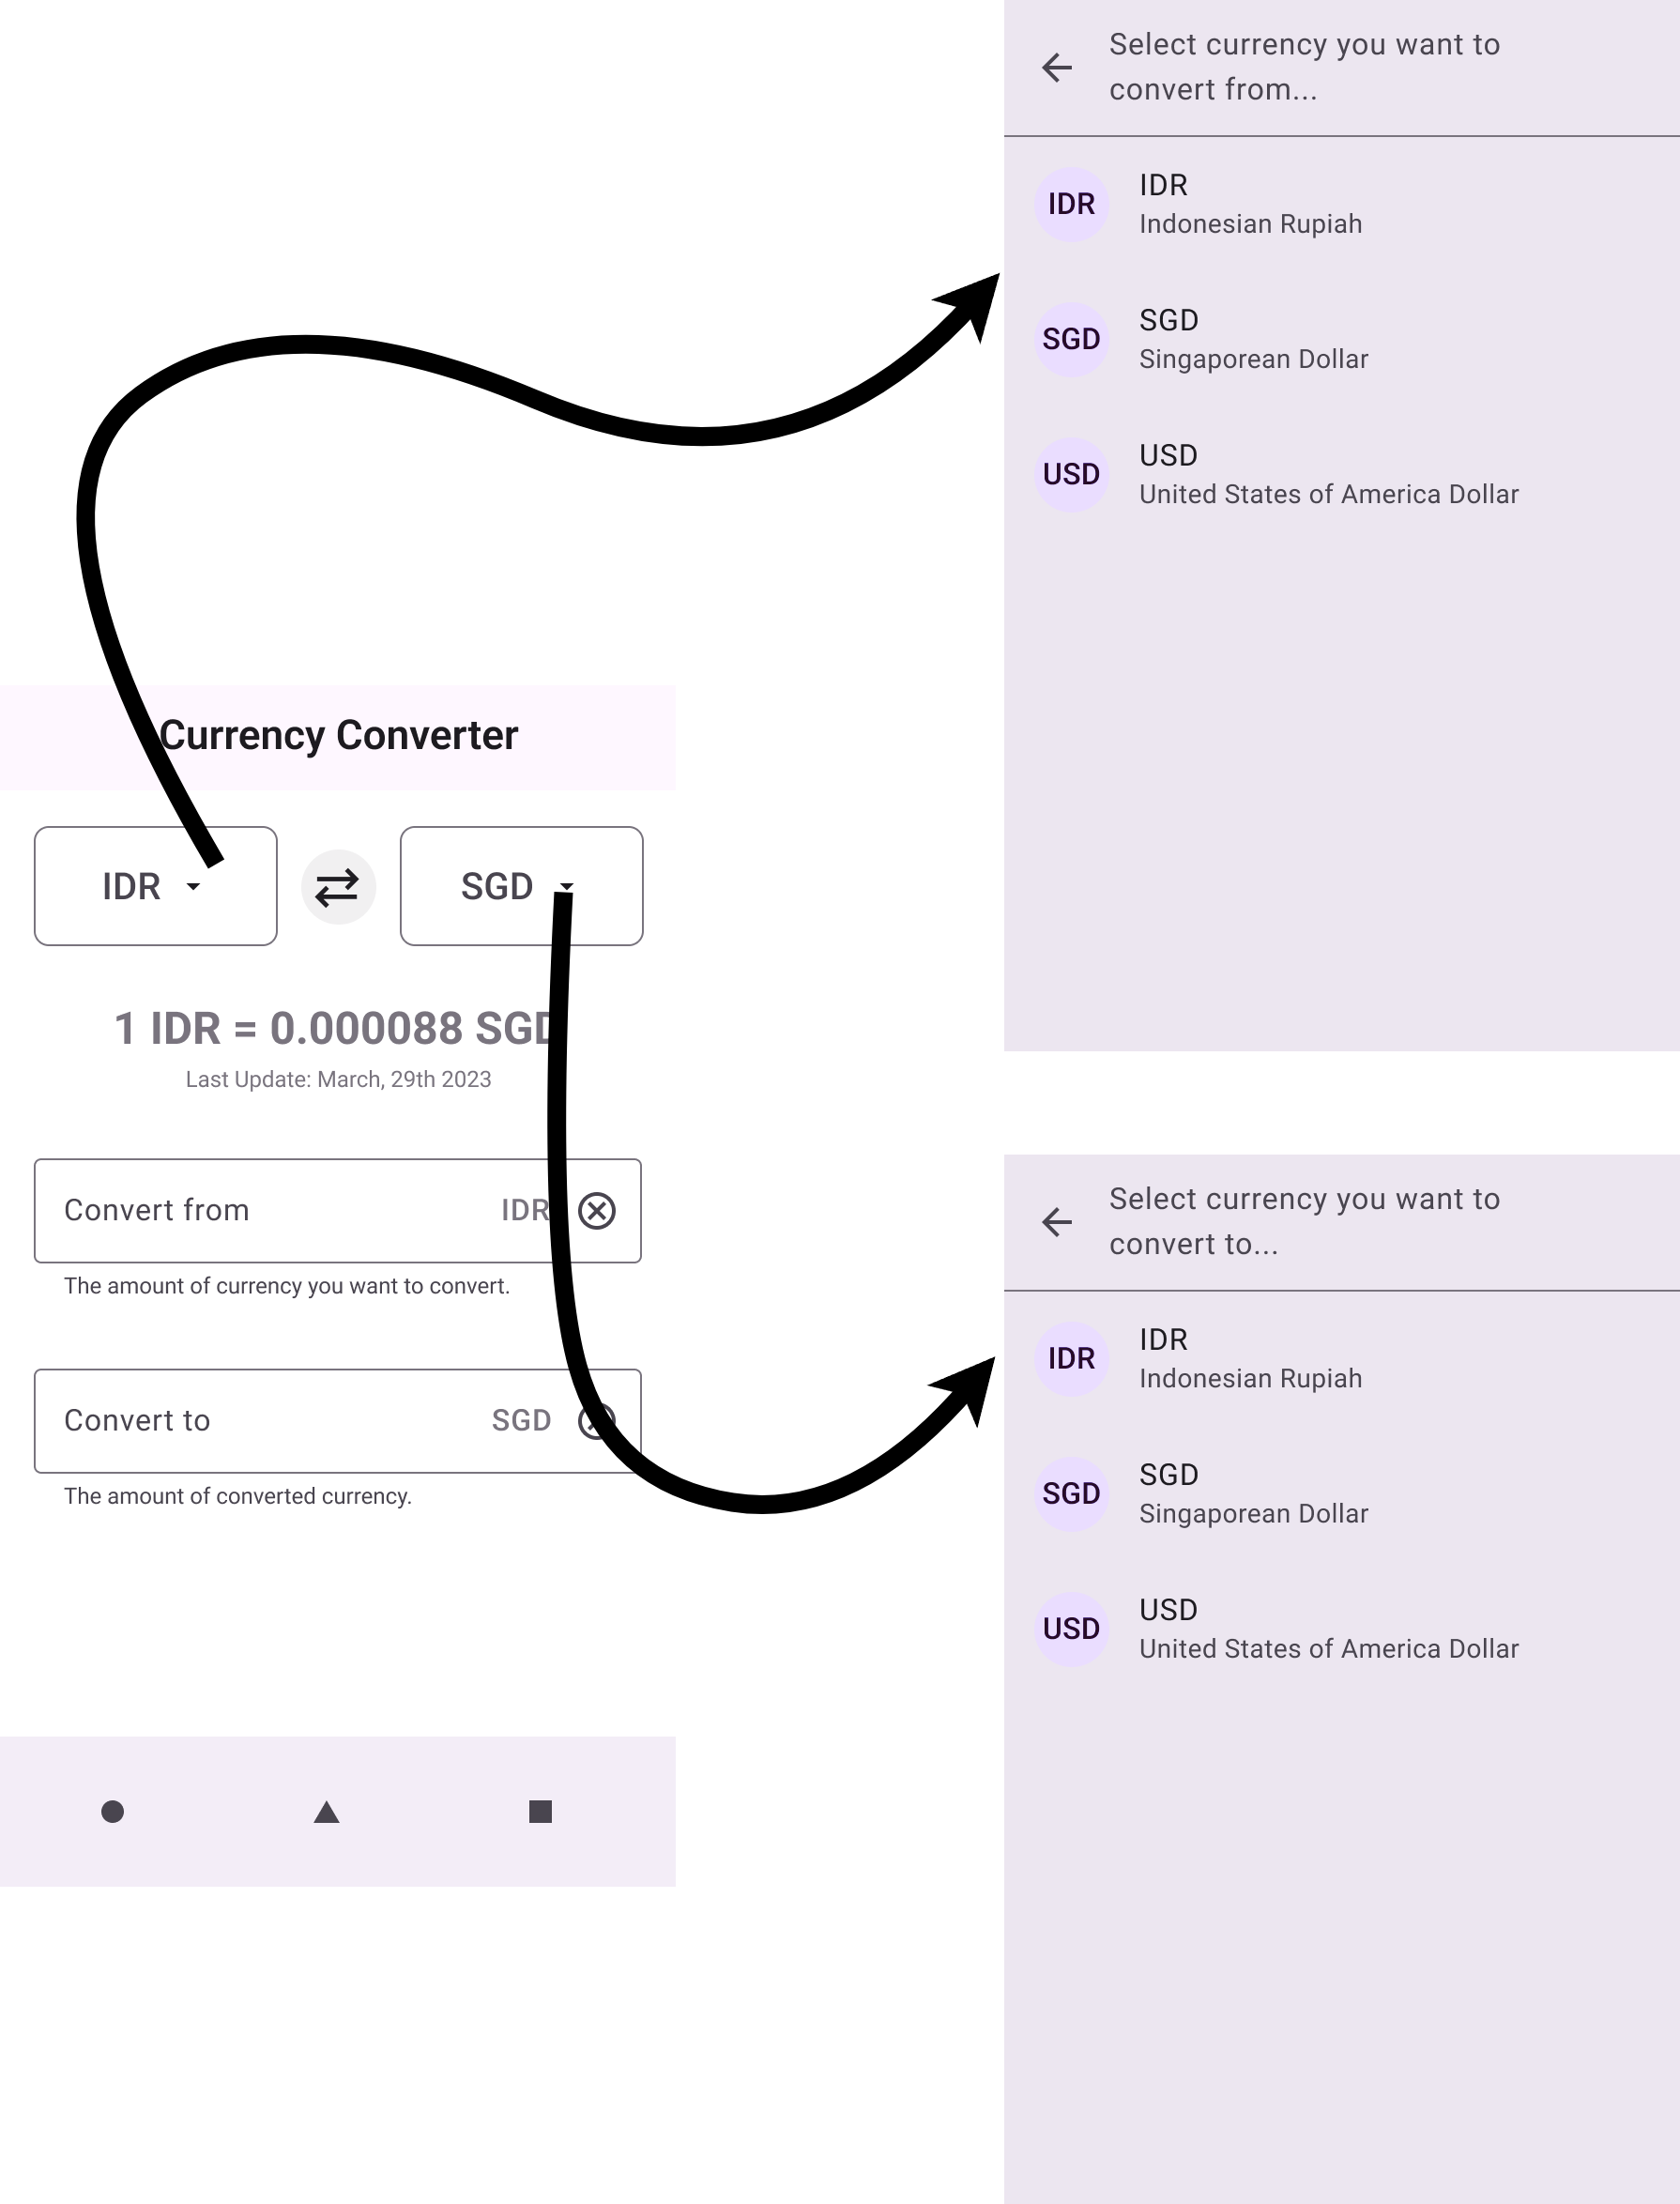 Select currency you want to
convert from...
IDR
IDR
Indonesian Rupiah
SGD
SGD
Singaporean Dollar
USD
USD
United States of America Dollar
Currency Converter
IDR
SGD
1 IDR = 0.000088 SGD
Last Update: March, 29th 2023
Convert from
IDR
The amount of currency you want to convert.
Convert to
SGD
The amount of converted currency.
Select currency you want to
convert to...
IDR
IDR
Indonesian Rupiah
SGD
SGD
Singaporean Dollar
USD
USD
United States of America Dollar